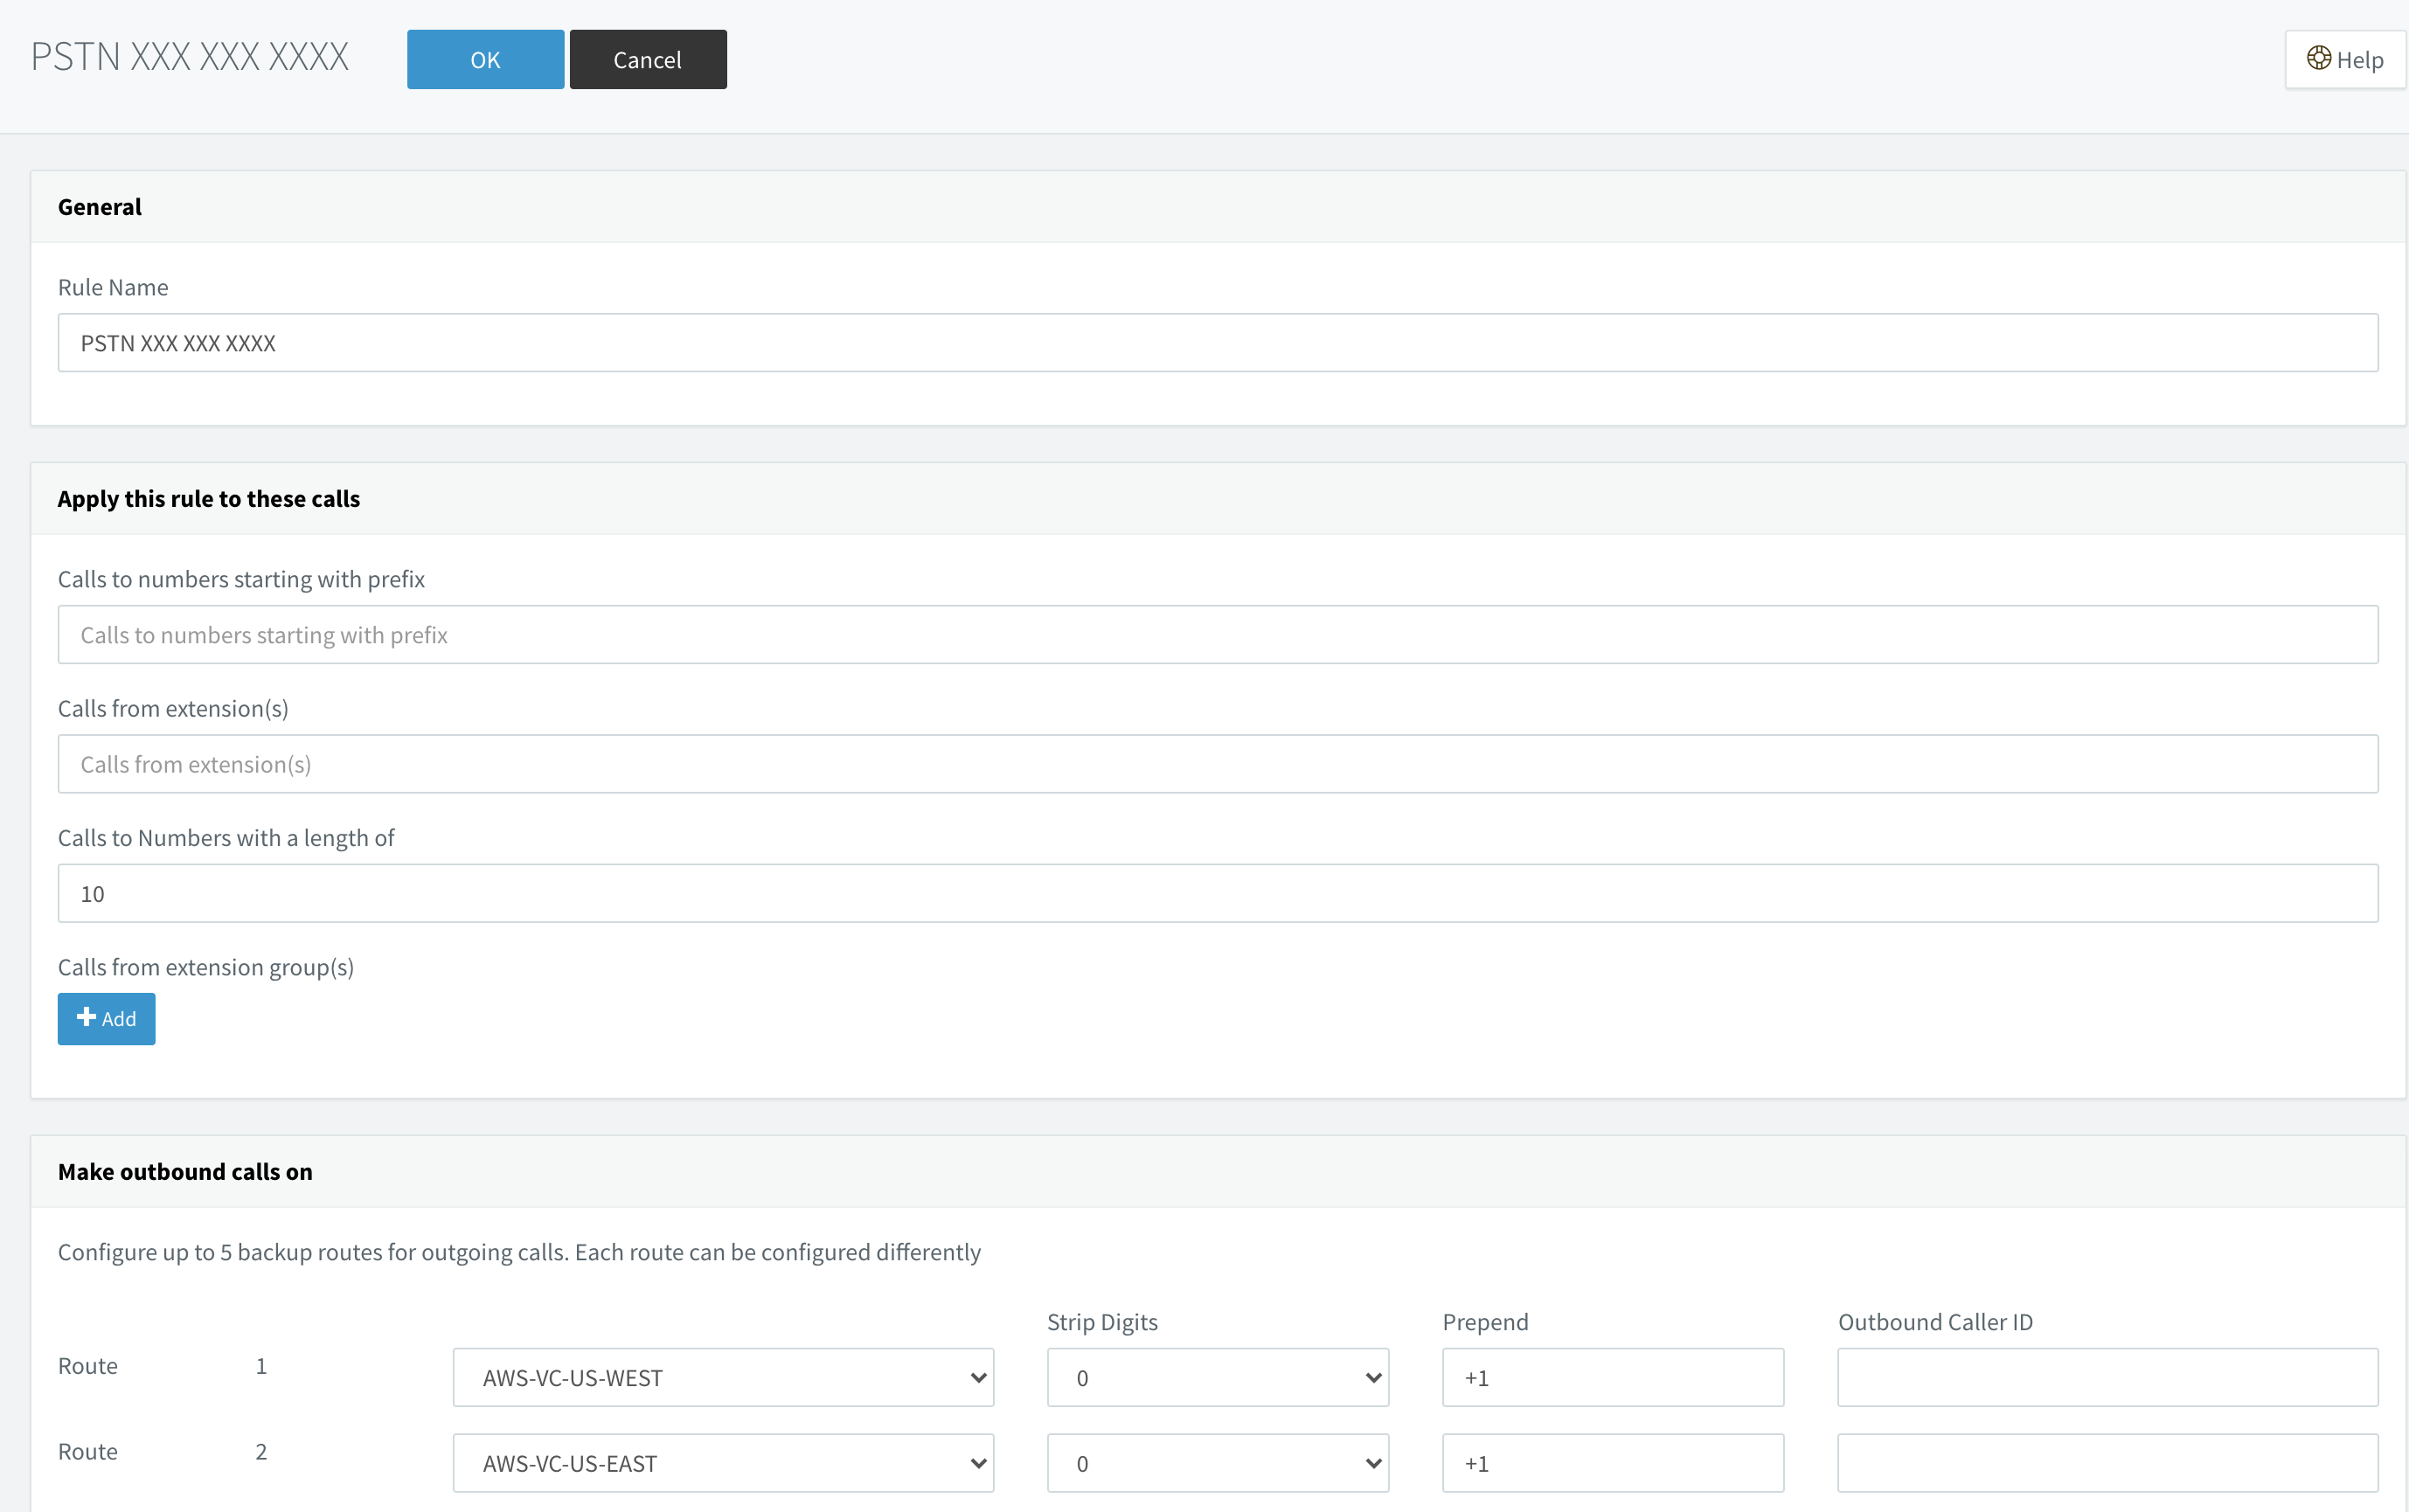 PSTN XXX XXX XXXX
OK
Cancel
Help
General
Rule Name
PSTN XXX XXX XXXX
Apply this rule to these calls
Calls to numbers starting with prefix
Calls to numbers starting with prefix
Calls from extension(s)
Calls from extension(s)
Calls to Numbers with a length of
10
Calls from extension group(s)
Add
Make outbound calls on
Configure up to 5 backup routes for outgoing calls. Each route can be configured differently
Strip Digits Prepend Outbound Caller ID
Route 1 AWS-VC-US-WEST 0 +1
Route 2 AWS-VC-US-EAST 0 +1